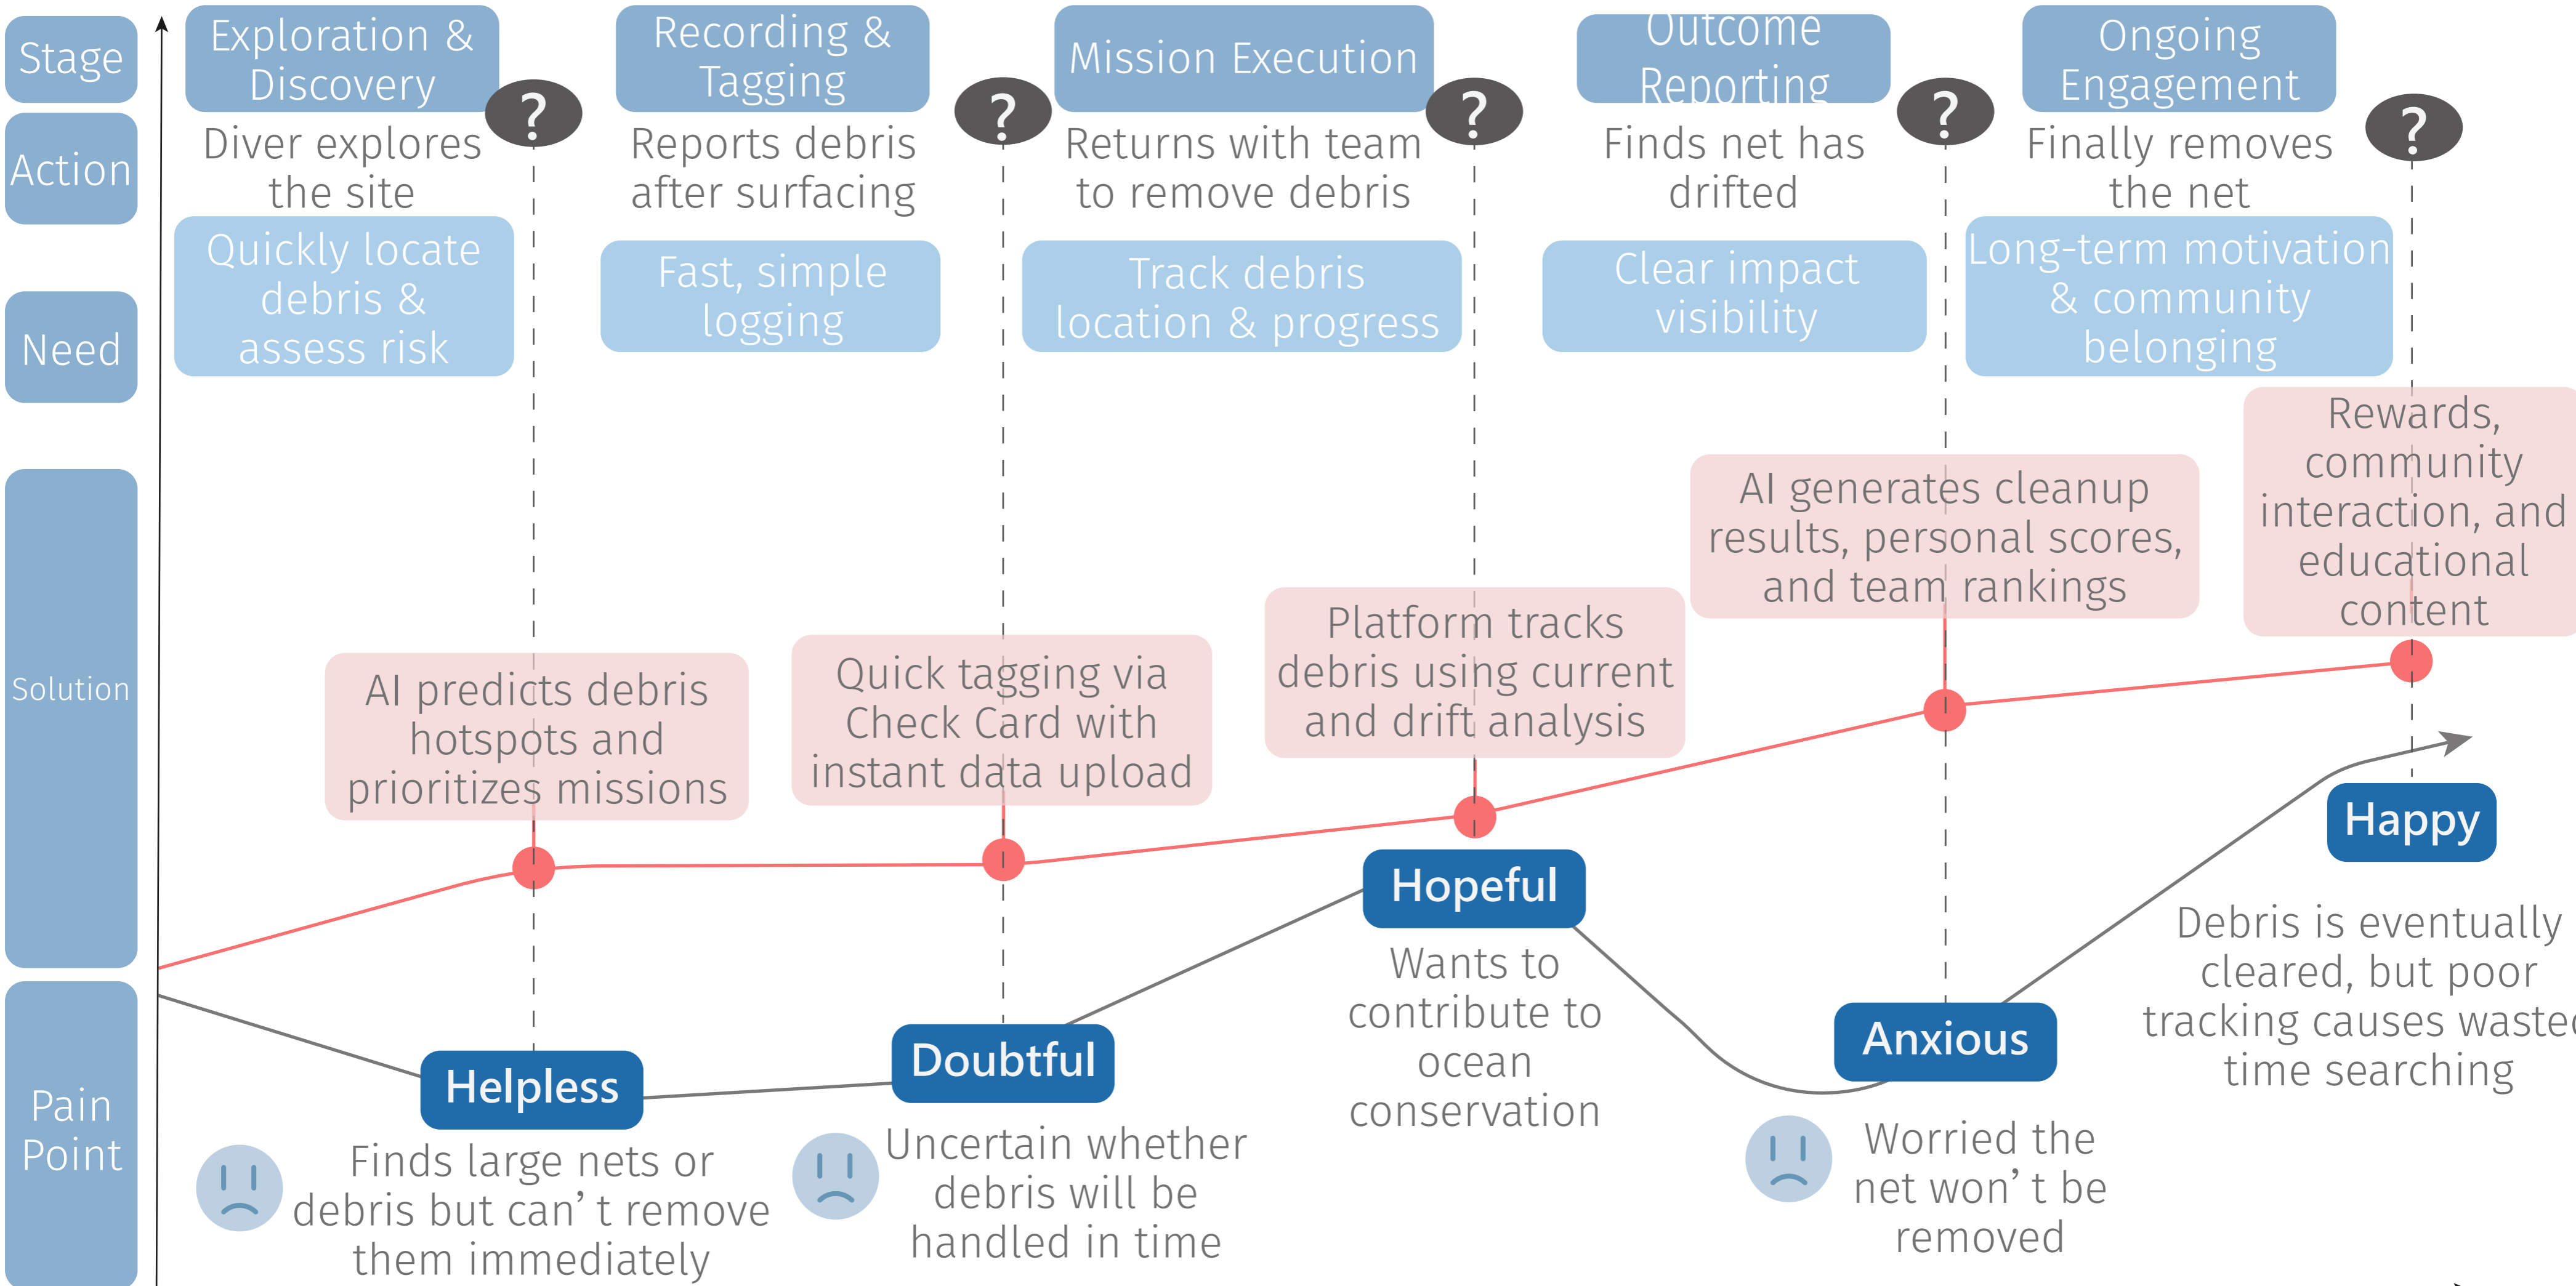 Stage
Exploration &
Discovery
Recording &
Tagging
Mission Execution
Outcome
Reporting
Ongoing
Engagement
?
?
?
?
?
Action
Diver explores
the site
Reports debris
after surfacing
Returns with team
to remove debris
Finds net has
drifted
Finally removes
the net
Need
Quickly locate
debris &
assess risk
Fast, simple
logging
Track debris
location & progress
Clear impact
visibility
Long-term motivation
& community
belonging
Solution
AI predicts debris
hotspots and
prioritizes missions
Quick tagging via
Check Card with
instant data upload
Platform tracks
debris using current
and drift analysis
AI generates cleanup
results, personal scores,
and team rankings
Rewards,
community
interaction, and
educational
content
Pain
Point
Helpless
Finds large nets or
debris but can’t remove
them immediately
Doubtful
Uncertain whether
debris will be
handled in time
Hopeful
Wants to
contribute to
ocean
conservation
Anxious
Worried the
net won’t be
removed
Happy
Debris is eventually
cleared, but poor
tracking causes wasted
time searching